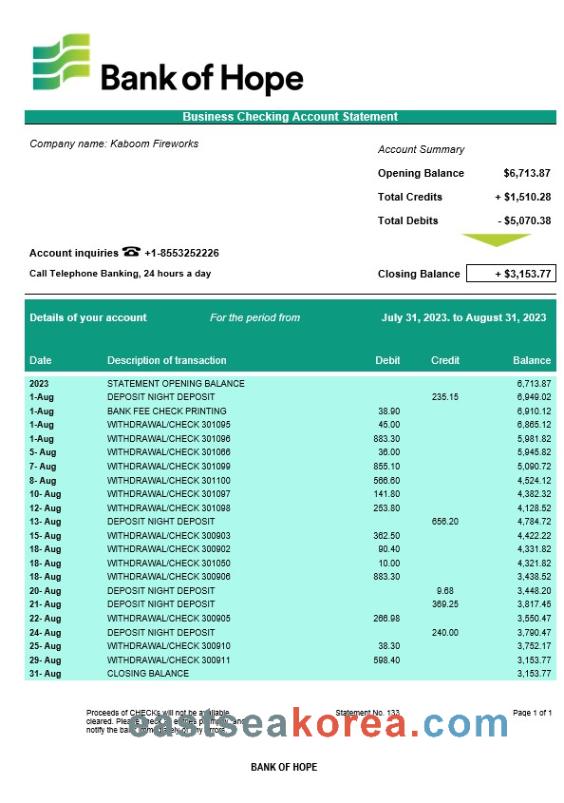 Bank of Hope
Business Checking Account Statement
Company name: Kaboom Fireworks
Account Summary
Opening Balance $6,713.87
Total Credits + $1,510.28
Total Debits - $5,070.38
Account inquiries ☎ +1-8553252226
Call Telephone Banking, 24 hours a day
Closing Balance + $3,153.77
Details of your account For the period from July 31, 2023. to August 31, 2023
Date Description of transaction Debit Credit Balance
2023 STATEMENT OPENING BALANCE 6,713.87
1-Aug DEPOSIT NIGHT DEPOSIT 235.15 6,949.02
1-Aug BANK FEE CHECK PRINTING 38.90 6,910.12
1-Aug WITHDRAWAL/CHECK 301095 45.00 6,865.12
1-Aug WITHDRAWAL/CHECK 301096 883.30 5,981.82
5- Aug WITHDRAWAL/CHECK 301066 36.00 5,945.82
7- Aug WITHDRAWAL/CHECK 301099 855.10 5,090.72
8- Aug WITHDRAWAL/CHECK 301100 566.60 4,524.12
10- Aug WITHDRAWAL/CHECK 301097 141.80 4,382.32
12- Aug WITHDRAWAL/CHECK 301098 253.80 4,128.52
13- Aug DEPOSIT NIGHT DEPOSIT 656.20 4,784.72
15- Aug WITHDRAWAL/CHECK 300903 362.50 4,422.22
18- Aug WITHDRAWAL/CHECK 300902 90.40 4,331.82
18- Aug WITHDRAWAL/CHECK 301050 10.00 4,321.82
18- Aug WITHDRAWAL/CHECK 300906 883.30 3,438.52
20- Aug DEPOSIT NIGHT DEPOSIT 9.68 3,448.20
21- Aug DEPOSIT NIGHT DEPOSIT 369.25 3,817.45
22- Aug WITHDRAWAL/CHECK 300905 266.98 3,550.47
24- Aug DEPOSIT NIGHT DEPOSIT 240.00 3,790.47
25- Aug WITHDRAWAL/CHECK 300910 38.30 3,752.17
29- Aug WITHDRAWAL/CHECK 300911 598.40 3,153.77
31- Aug CLOSING BALANCE 3,153.77
Proceeds of CHECKs will not be available Statement No. 133 Page 1 of 1
cleared. Please check all entries and
notify the bank immediately of any errors.
eastseakorea.com
BANK OF HOPE